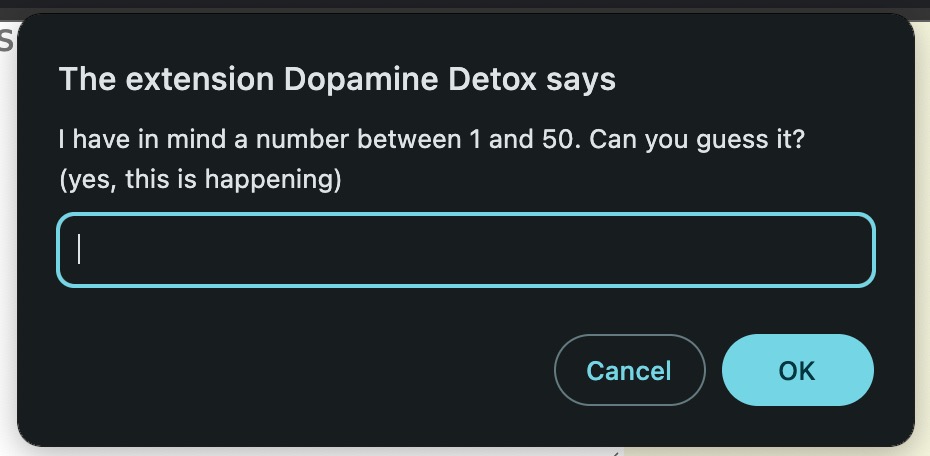 The extension Dopamine Detox says
I have in mind a number between 1 and 50. Can you guess it?
(yes, this is happening)
Cancel
OK